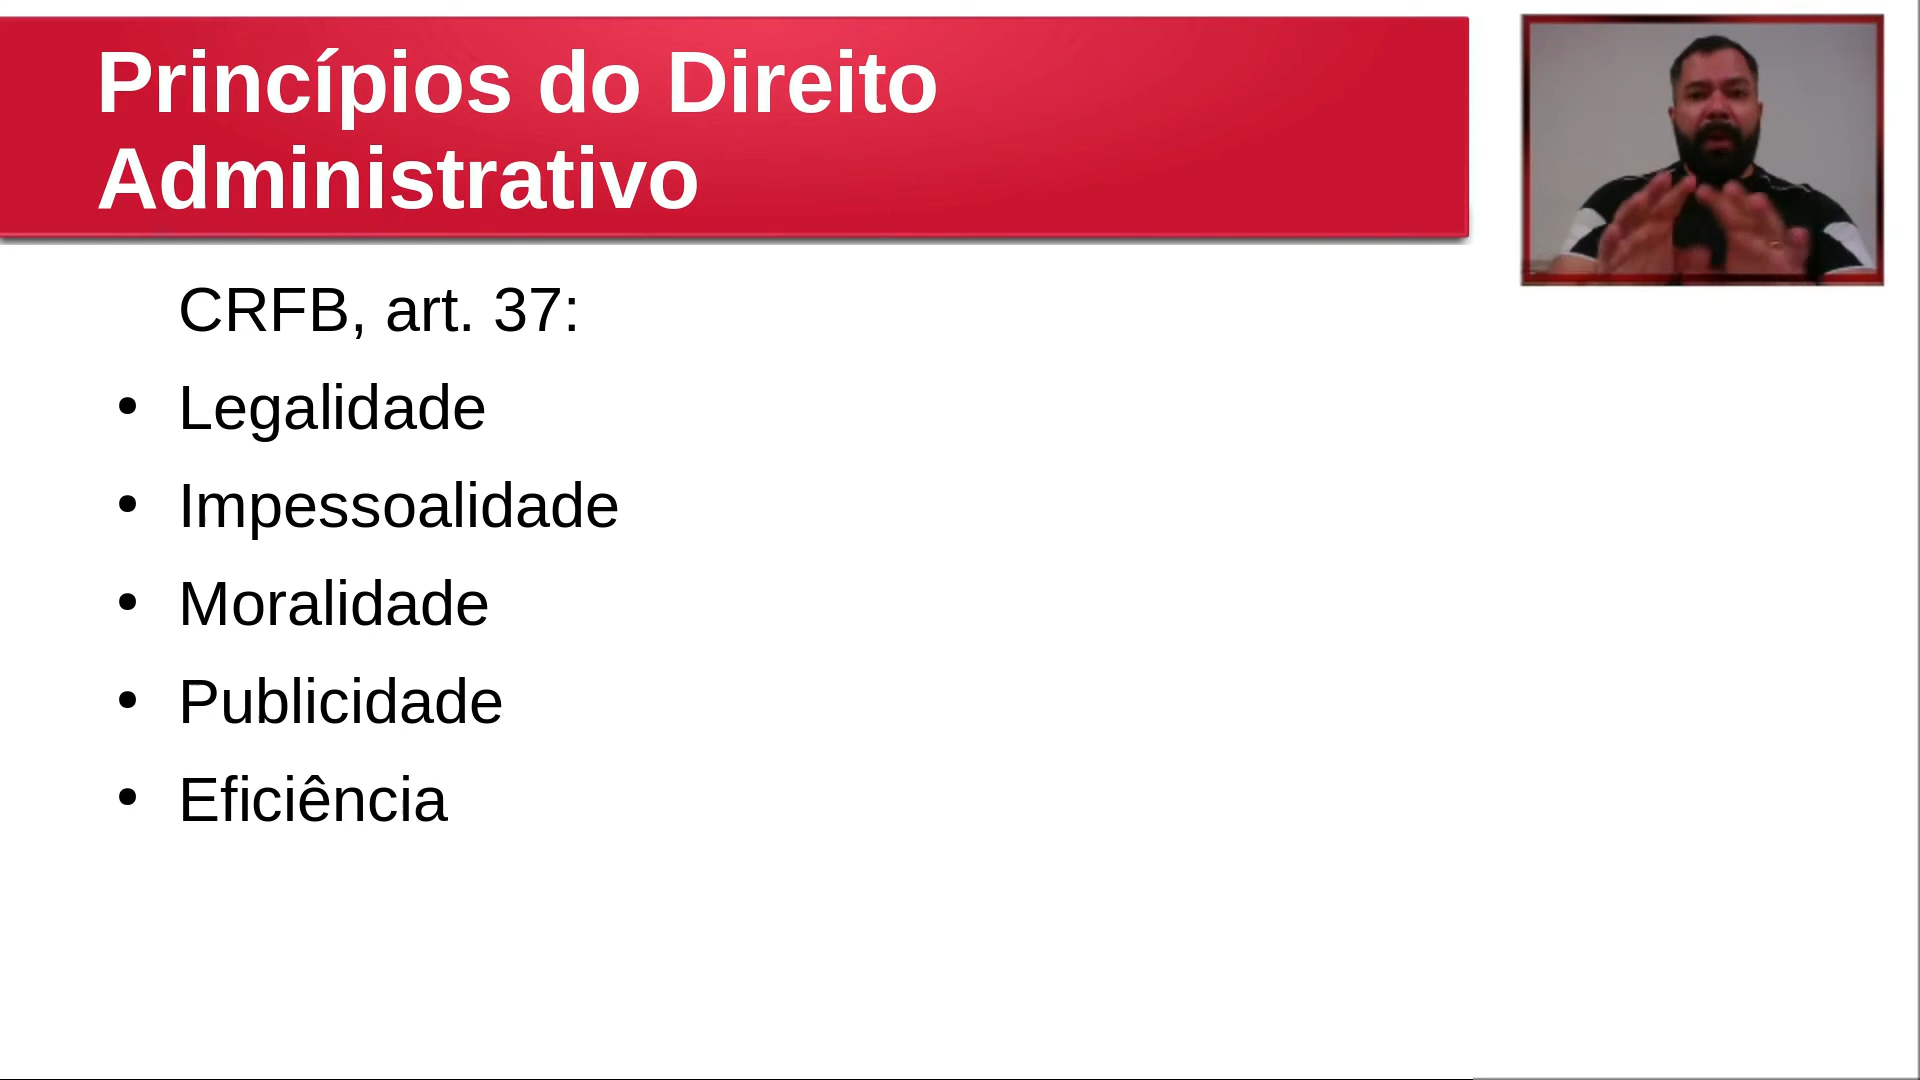 Princípios do Direito
Administrativo
CRFB, art. 37:
• Legalidade
• Impessoalidade
• Moralidade
• Publicidade
• Eficiência